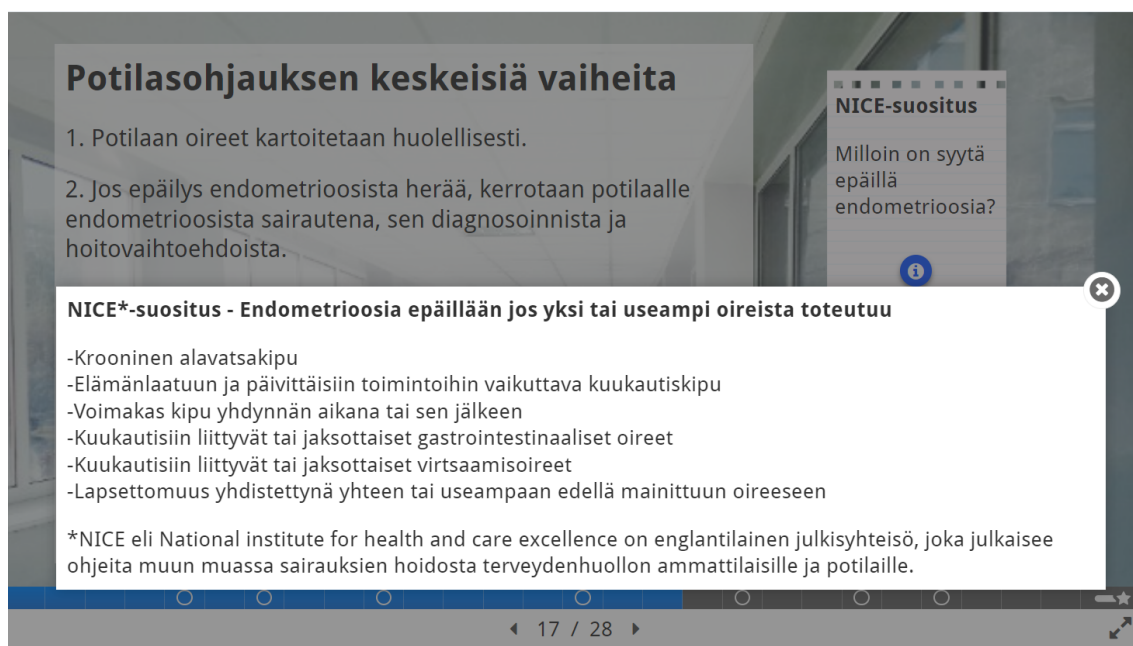 Potilasohjauksen keskeisiä vaiheita
1. Potilaan oireet kartoitetaan huolellisesti.
2. Jos epäilys endometrioosista herää, kerrotaan potilaalle
endometrioosista sairautena, sen diagnosoinnista ja
hoitovaihtoehdoista.
NICE-suositus
Milloin on syytä
epäillä
endometrioosia?
NICE*-suositus - Endometrioosia epäillään jos yksi tai useampi oireista toteutuu
-Krooninen alavatsakipu
-Elämänlaatuun ja päivittäisiin toimintoihin vaikuttava kuukautiskipu
-Voimakas kipu yhdynnän aikana tai sen jälkeen
-Kuukautisiin liittyvät tai jaksottaiset gastrointestinaaliset oireet
-Kuukautisiin liittyvät tai jaksottaiset virtsaamisoireet
-Lapsettomuus yhdistettynä yhteen tai useampaan edellä mainittuun oireeseen
*NICE eli National institute for health and care excellence on englantilainen julkisyhteisö, joka julkaisee
ohjeita muun muassa sairauksien hoidosta terveydenhuollon ammattilaisille ja potilaille.
17 / 28